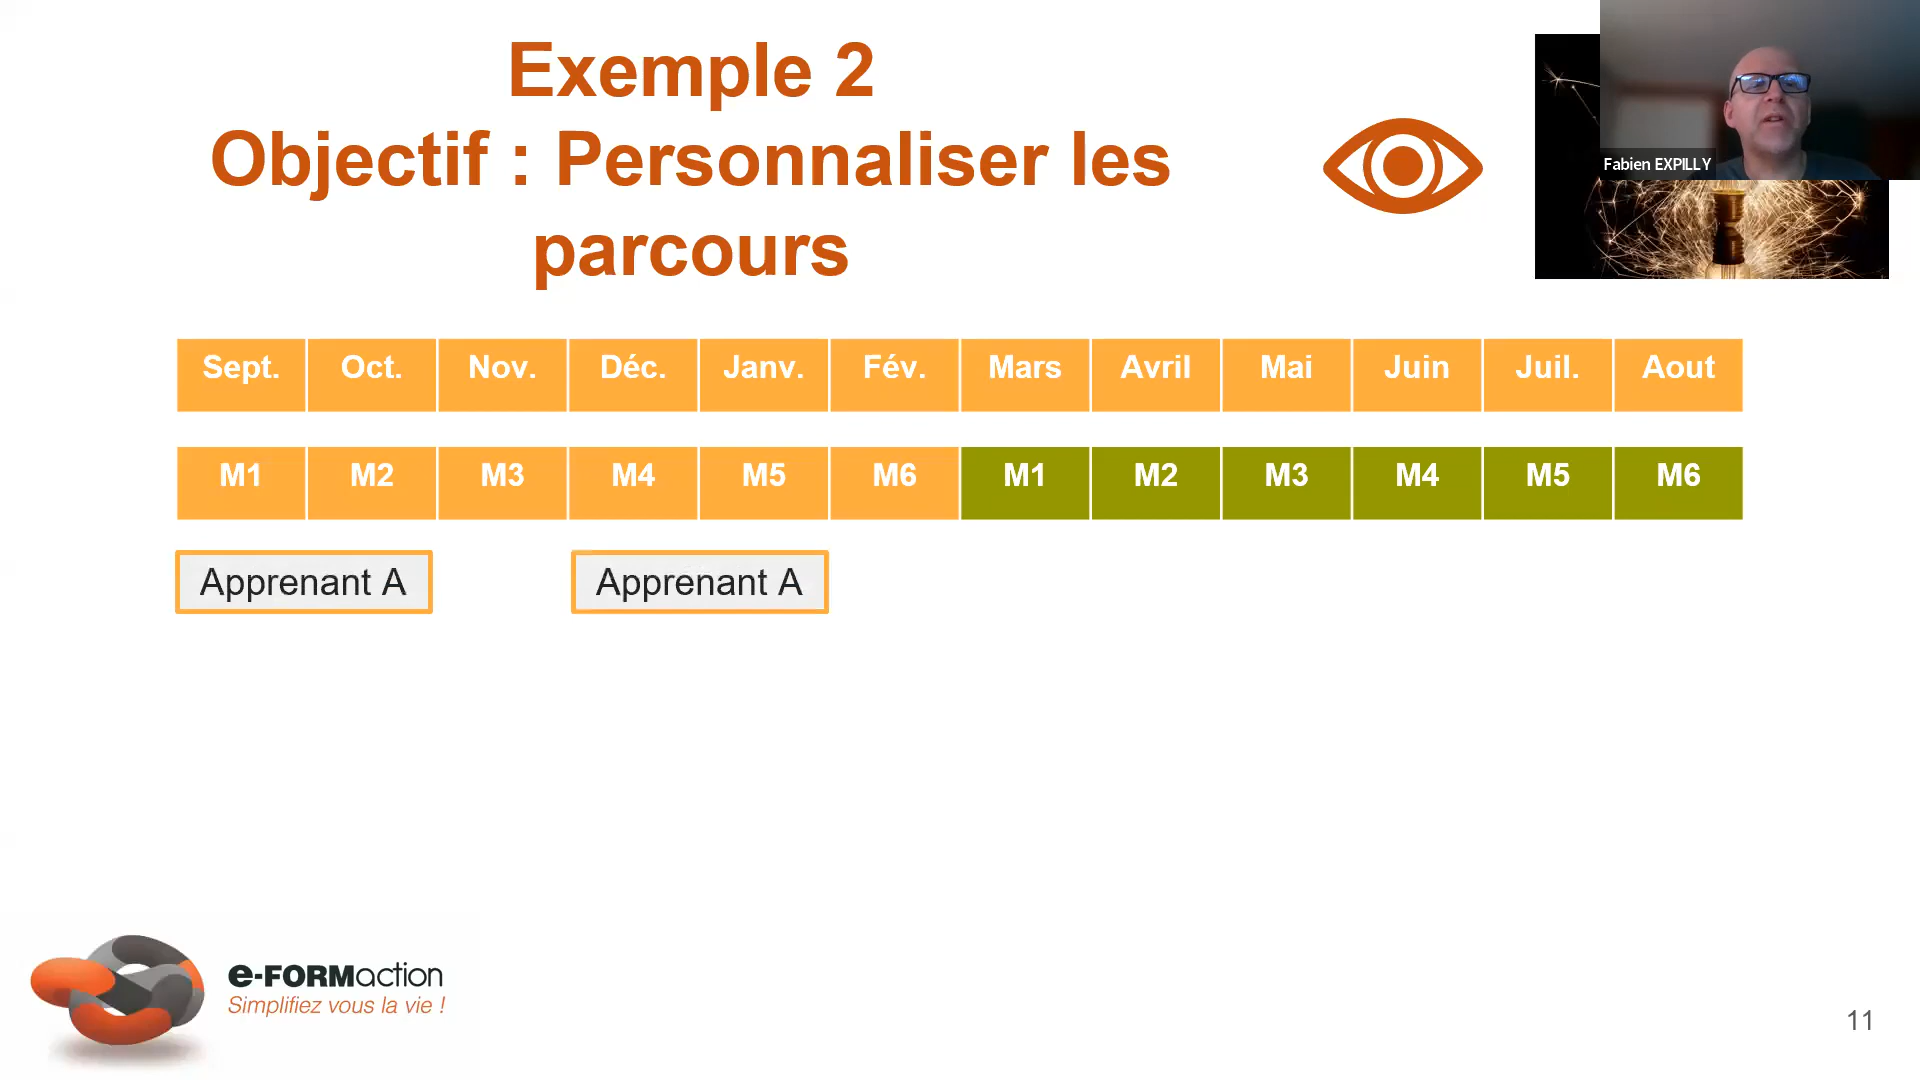 Exemple 2
Objectif : Personnaliser les
parcours
Fabien EXPILLY
Sept. Oct. Nov. Déc. Janv. Fév. Mars Avril Mai Juin Juil. Aout
M1 M2 M3 M4 M5 M6 M1 M2 M3 M4 M5 M6
Apprenant A Apprenant A
e-FORMaction
Simplifiez vous la vie !
11